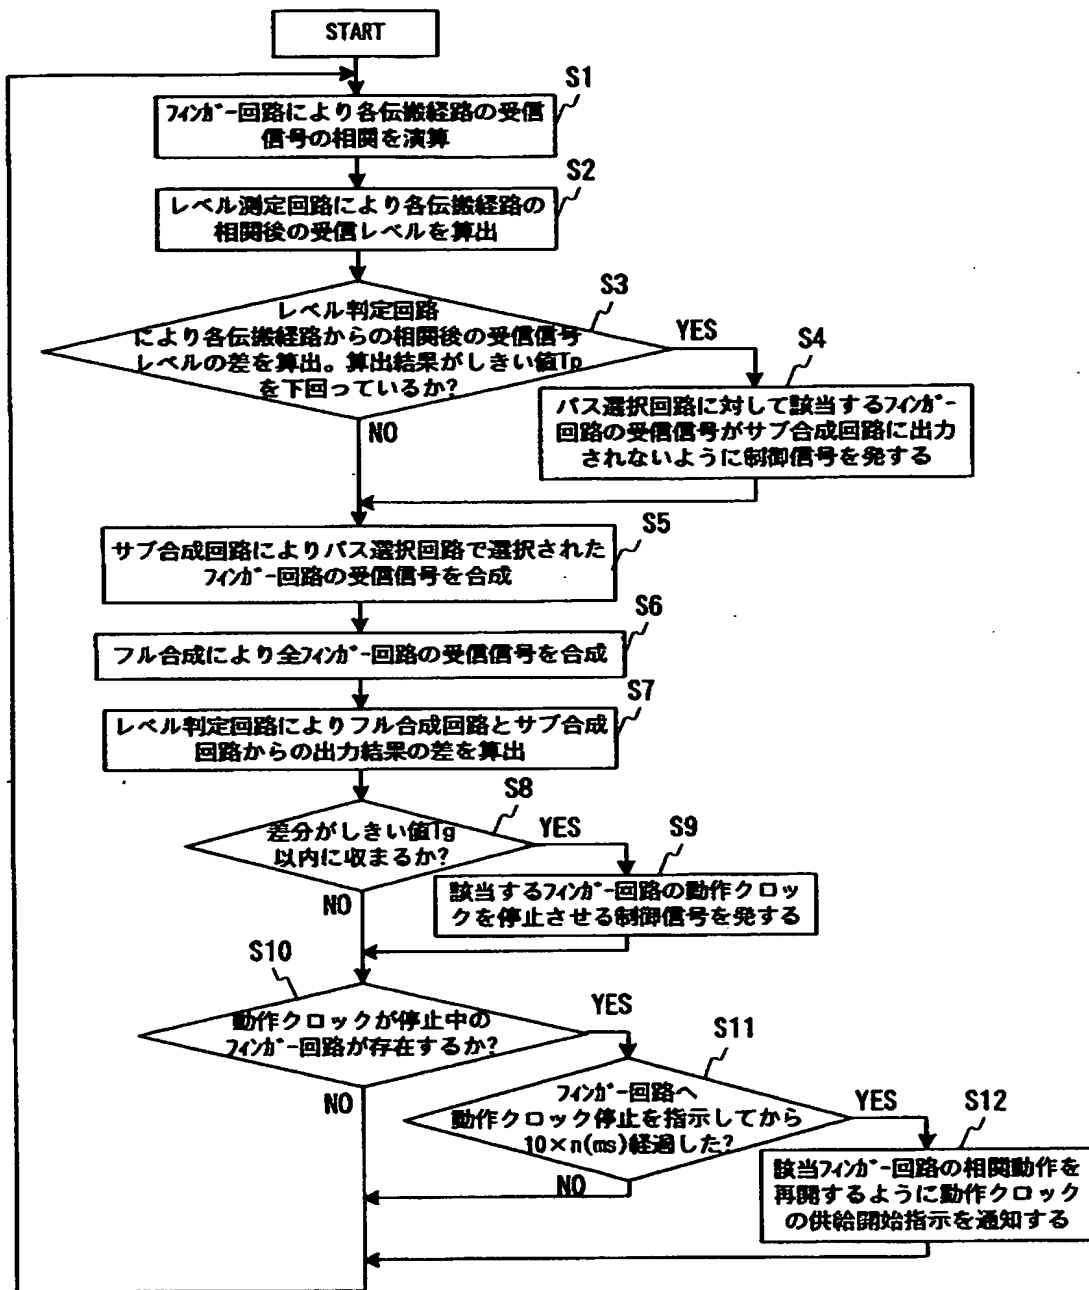 START
S1
ﾌｨﾝｶﾞｰ回路により各伝搬経路の受信
信号の相関を演算
S2
レベル測定回路により各伝搬経路の
相関後の受信レベルを算出
S3
レベル判定回路
により各伝搬経路からの相関後の受信信号
レベルの差を算出。算出結果がしきい値Tp
を下回っているか?
YES
NO
S4
パス選択回路に対して該当するﾌｨﾝｶﾞｰ
回路の受信信号がサブ合成回路に出力
されないように制御信号を発する
S5
サブ合成回路によりパス選択回路で選択された
ﾌｨﾝｶﾞｰ回路の受信信号を合成
S6
フル合成により全ﾌｨﾝｶﾞｰ回路の受信信号を合成
S7
レベル判定回路によりフル合成回路とサブ合成
回路からの出力結果の差を算出
S8
差分がしきい値Tg
以内に収まるか?
YES
NO
S9
該当するﾌｨﾝｶﾞｰ回路の動作クロッ
クを停止させる制御信号を発する
S10
動作クロックが停止中の
ﾌｨﾝｶﾞｰ回路が存在するか?
YES
NO
S11
ﾌｨﾝｶﾞｰ回路へ
動作クロック停止を指示してから
10×n(ms)経過した?
YES
NO
S12
該当ﾌｨﾝｶﾞｰ回路の相関動作を
再開するように動作クロック
の供給開始指示を通知する